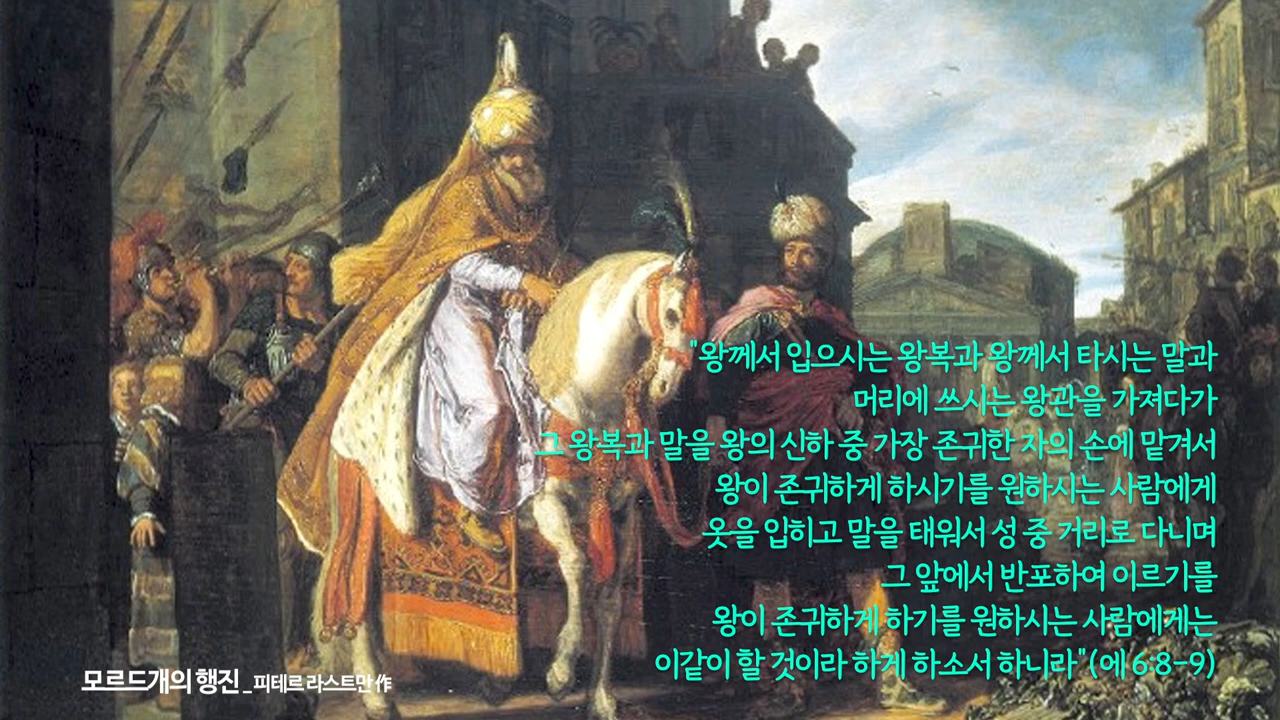 "왕께서 입으시는 왕복과 왕께서 타시는 말과
머리에 쓰시는 왕관을 가져다가
그 왕복과 말을 왕의 신하 중 가장 존귀한 자의 손에 맡겨서
왕이 존귀하게 하시기를 원하시는 사람에게
옷을 입히고 말을 태워서 성 중 거리로 다니며
그 앞에서 반포하여 이르기를
왕이 존귀하게 하기를 원하시는 사람에게는
이같이 할 것이라 하게 하소서 하니라"(에 6:8-9)
모르드개의 행진 _ 피테르 라스트만 作